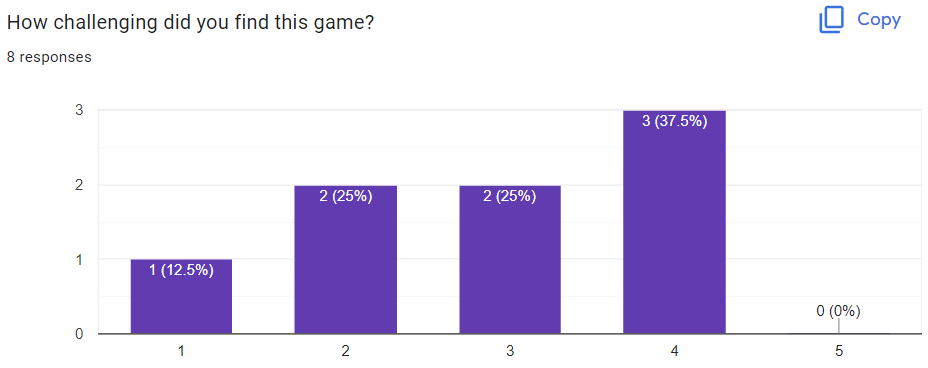 How challenging did you find this game?
Copy
8 responses
3
3 (37.5%)
2
2 (25%)
2 (25%)
1
1 (12.5%)
0 (0%)
0
1 2 3 4 5